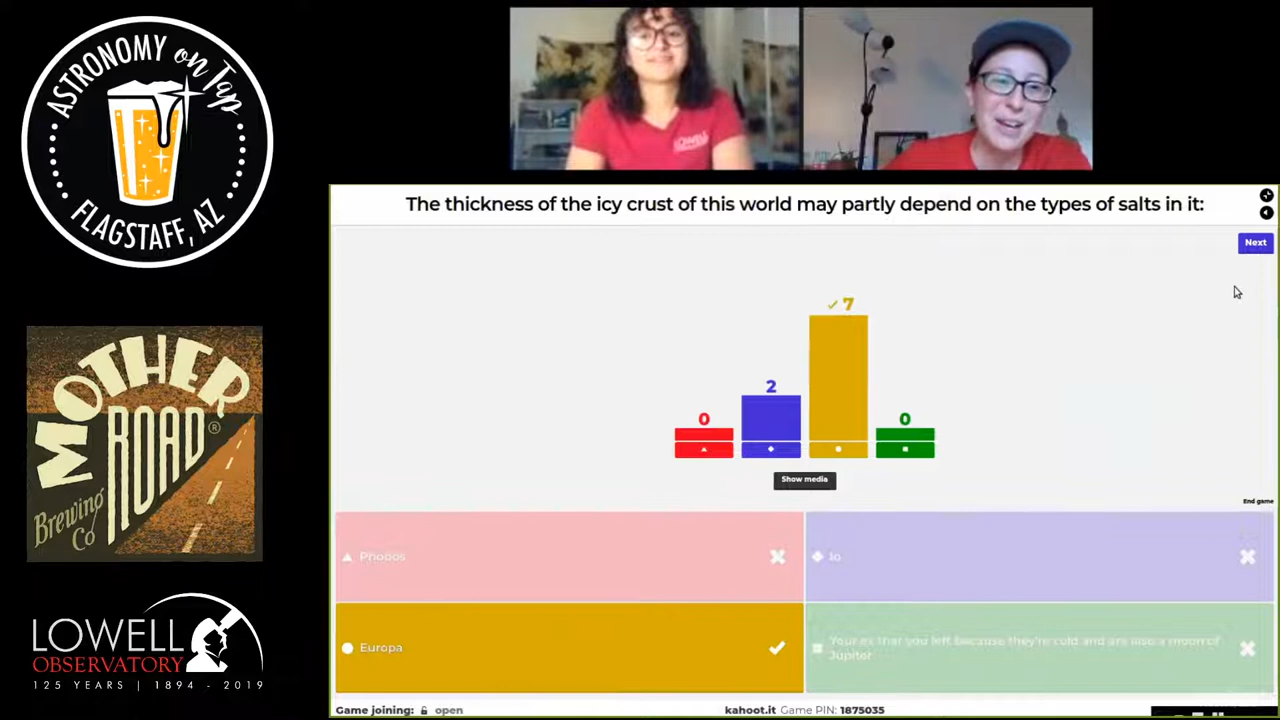 ASTRONOMY on Tap
FLAGSTAFF, AZ
MOTHER
ROAD ®
Brewing
Co
LOWELL
OBSERVATORY
125 YEARS | 1894 - 2019
LOWELL
The thickness of the icy crust of this world may partly depend on the types of salts in it:
Next
0
2
7
0
Show media
End game
Phobos
Io
Europa
Your ex that you left because they're cold and are also a moon of
Jupiter
Game joining: open
kahoot.it Game PIN: 1875035